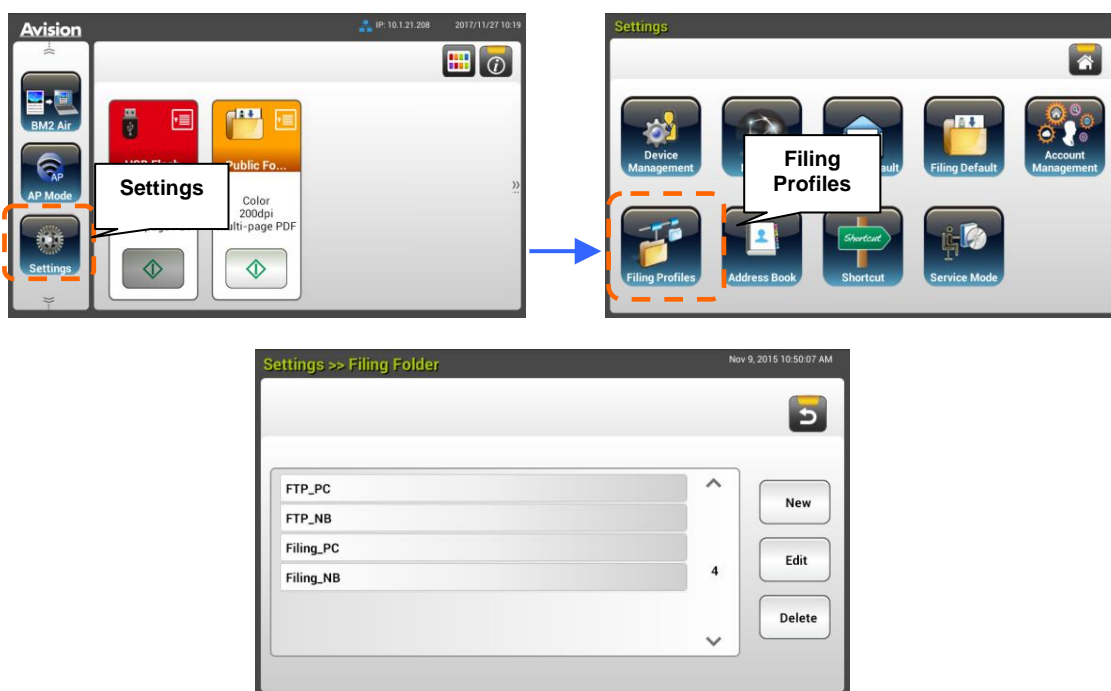 Avision
IP: 10.1.21.208
2017/11/27 10:19
BM2 Air
AP
AP Mode
Settings
Settings
Public Fo...
Color
200dpi
PDF
Settings
Device
Management
Filing Default
Account
Management
Filing
Profiles
Filing Profiles
Address Book
Shortcut
Shortcut
Service Mode
Settings >> Filing Folder
Nov 9, 2015 10:50:07 AM
FTP_PC
FTP_NB
Filing_PC
Filing_NB
4
New
Edit
Delete